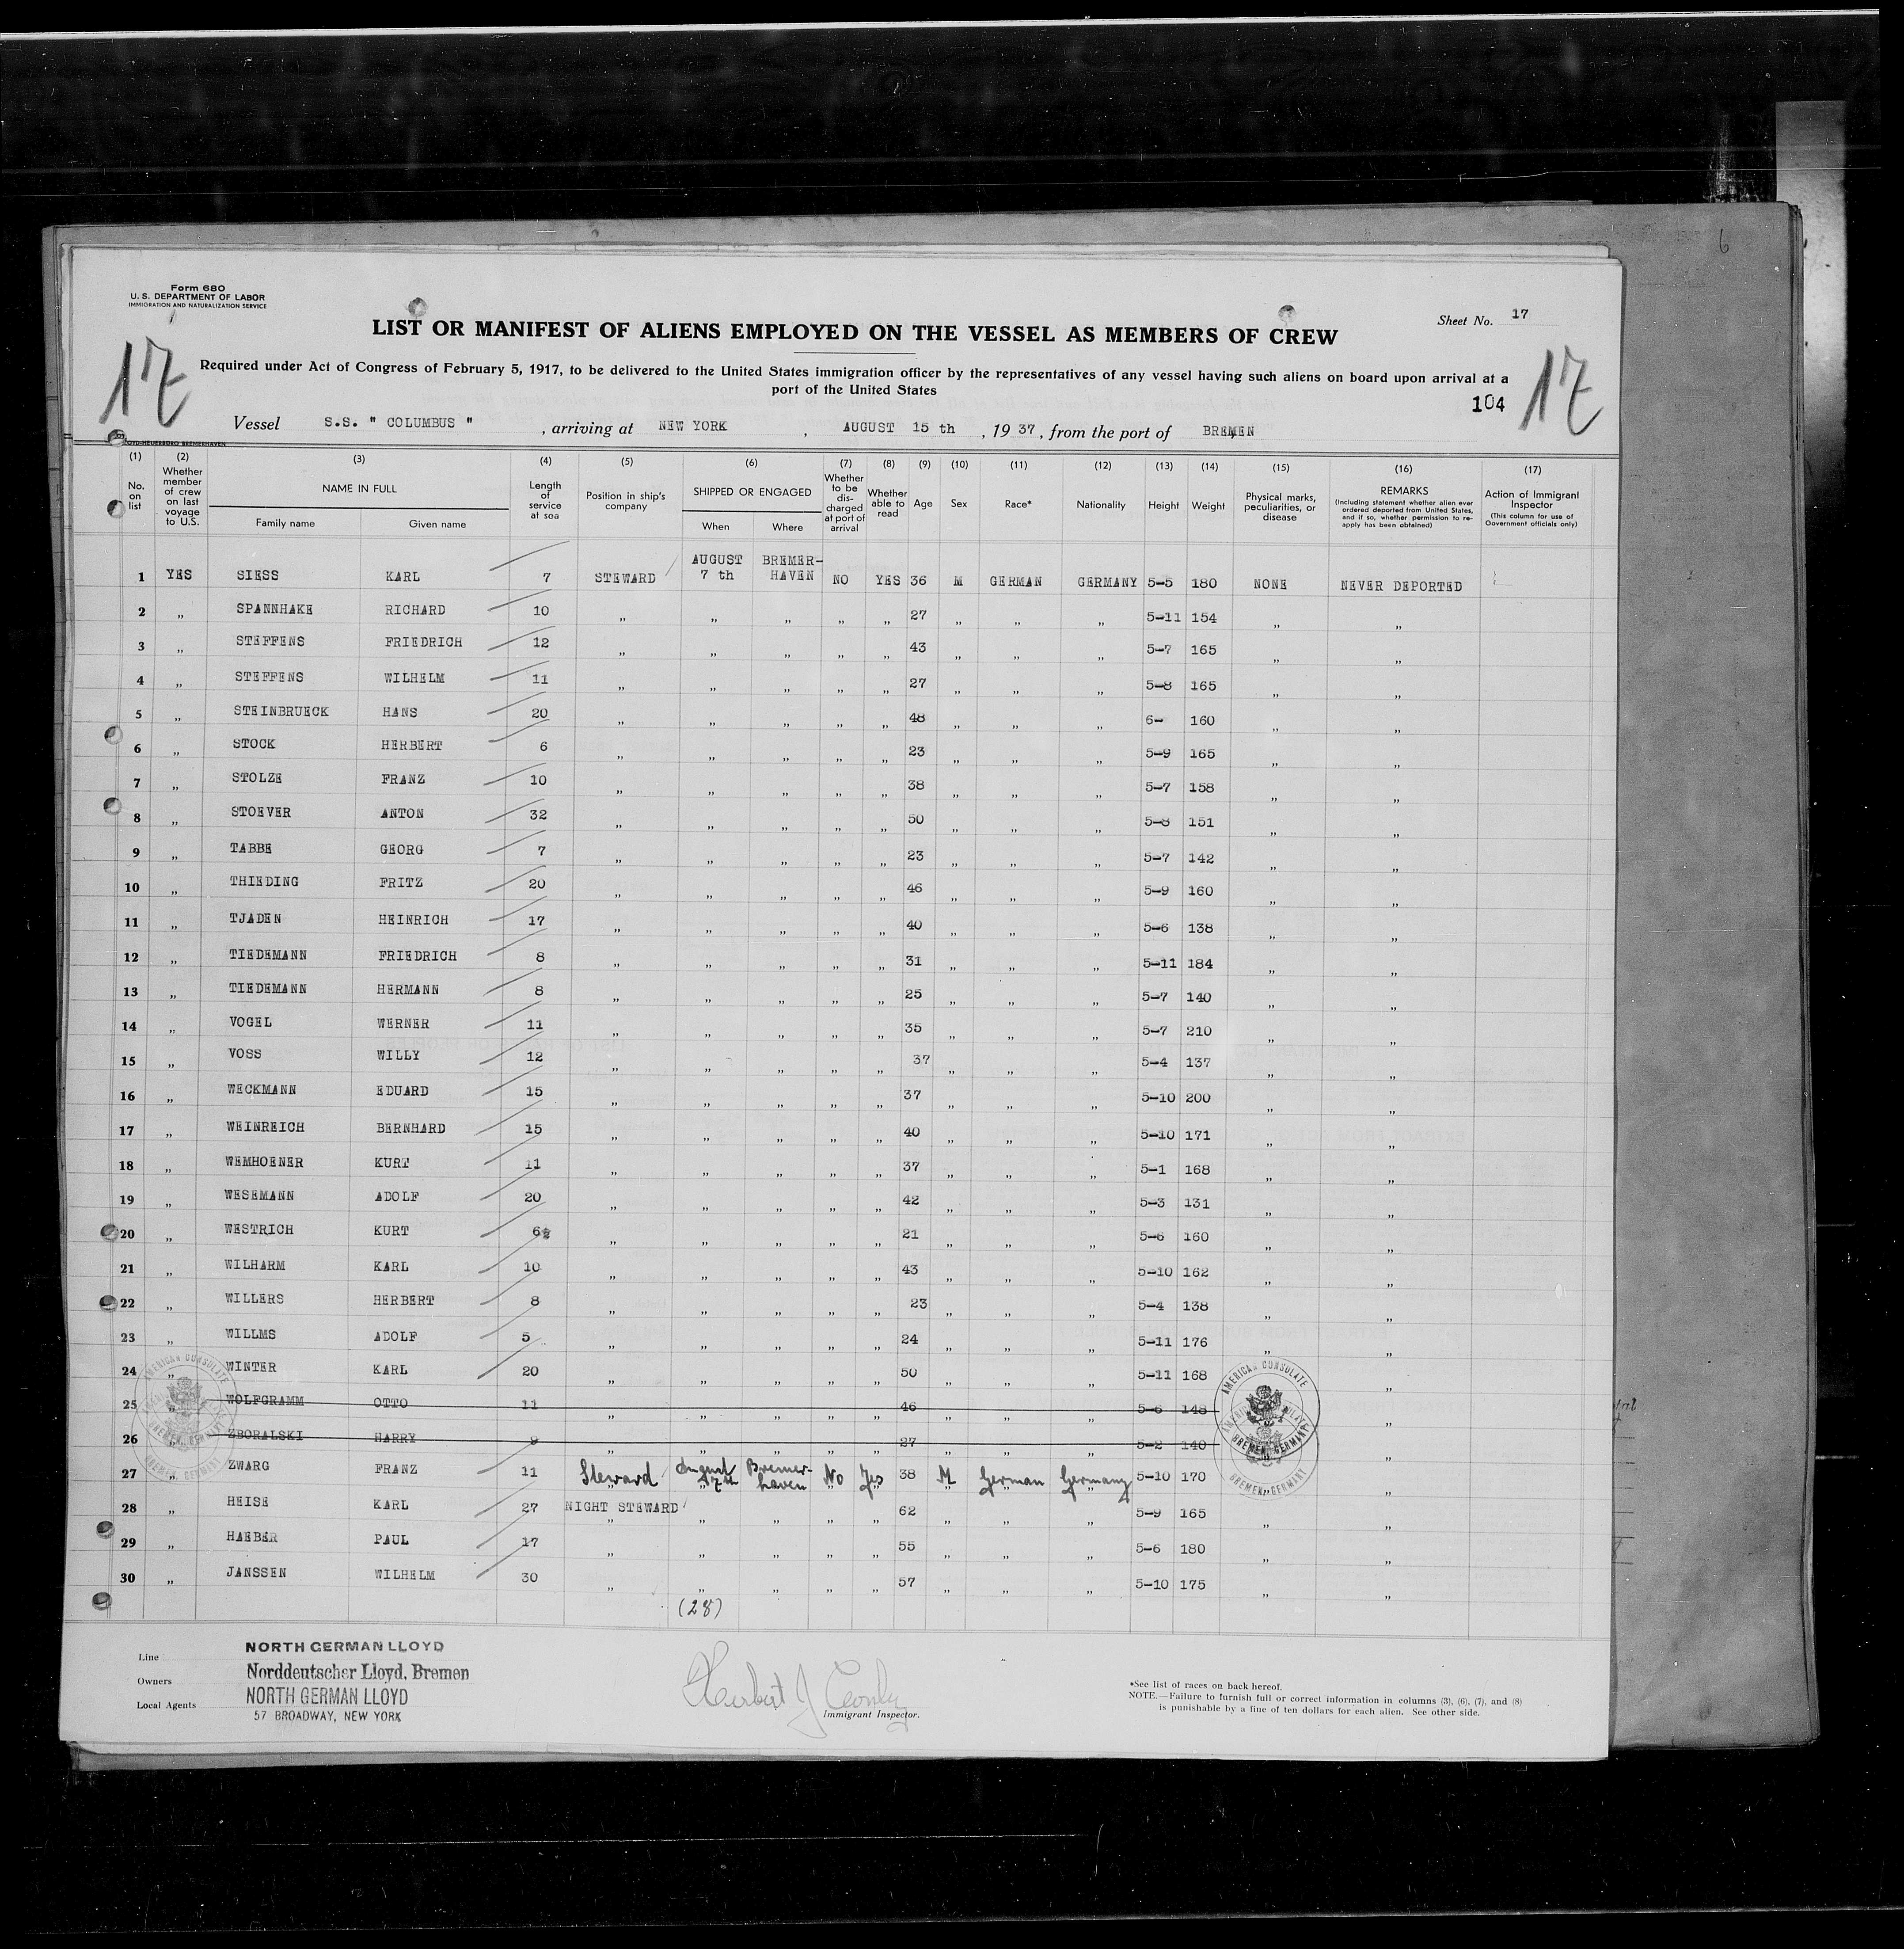 6
Form 680
U. S. DEPARTMENT OF LABOR
IMMIGRATION AND NATURALIZATION SERVICE
Sheet No. 17
LIST OR MANIFEST OF ALIENS EMPLOYED ON THE VESSEL AS MEMBERS OF CREW
17 17
Required under Act of Congress of February 5, 1917, to be delivered to the United States immigration officer by the representatives of any vessel having such aliens on board upon arrival at a
port of the United States
104
Vessel S.S. " COLUMBUS " , arriving at NEW YORK , AUGUST 15 th , 19 37, from the port of BREMEN
(1) (2) (3) (4) (5) (6) (7) (8) (9) (10) (11) (12) (13) (14) (15) (16) (17)
No. on list Whether member of crew on last voyage to U.S. NAME IN FULL Family name Given name Length of service at sea Position in ship's company SHIPPED OR ENGAGED When Where Whether to be discharged at port of arrival Whether able to read Age Sex Race* Nationality Height Weight Physical marks, peculiarities, or disease REMARKS (Including statement whether alien ever ordered deported from United States, and if so, whether permission to re-apply has been obtained) Action of Immigrant Inspector (This column for use of Government officials only)
1 YES SIESS KARL 7 STEWARD AUGUST 7 th BREMER-HAVEN NO YES 36 M GERMAN GERMANY 5-5 180 NONE NEVER DEPORTED
2 „ SPANNHAKE RICHARD 10 „ „ „ „ „ 27 „ „ „ 5-11 154 „ „
3 „ STEFFENS FRIEDRICH 12 „ „ „ „ „ 43 „ „ „ 5-7 165 „ „
4 „ STEFFENS WILHELM 11 „ „ „ „ „ 27 „ „ „ 5-8 165 „ „
5 „ STEINBRUECK HANS 20 „ „ „ „ „ 48 „ „ „ 6- 160 „ „
6 „ STOCK HERBERT 6 „ „ „ „ „ 23 „ „ „ 5-9 165 „ „
7 „ STOLZE FRANZ 10 „ „ „ „ „ 38 „ „ „ 5-7 158 „ „
8 „ STOEVER ANTON 32 „ „ „ „ „ 50 „ „ „ 5-8 151 „ „
9 „ TABBE GEORG 7 „ „ „ „ „ 23 „ „ „ 5-7 142 „ „
10 „ THIEDING FRITZ 20 „ „ „ „ „ 46 „ „ „ 5-9 160 „ „
11 „ TJADEN HEINRICH 17 „ „ „ „ „ 40 „ „ „ 5-6 138 „ „
12 „ TIEDEMANN FRIEDRICH 8 „ „ „ „ „ 31 „ „ „ 5-11 184 „ „
13 „ TIEDEMANN HERMANN 8 „ „ „ „ „ 25 „ „ „ 5-7 140 „ „
14 „ VOGEL WERNER 11 „ „ „ „ „ 35 „ „ „ 5-7 210 „ „
15 „ VOSS WILLY 12 „ „ „ „ „ 37 „ „ „ 5-4 137 „ „
16 „ WECKMANN EDUARD 15 „ „ „ „ „ 37 „ „ „ 5-10 200 „ „
17 „ WEINREICH BERNHARD 15 „ „ „ „ „ 40 „ „ „ 5-10 171 „ „
18 „ WEMHOENER KURT 11 „ „ „ „ „ 37 „ „ „ 5-1 168 „ „
19 „ WESEMANN ADOLF 20 „ „ „ „ „ 42 „ „ „ 5-3 131 „ „
20 „ WESTRICH KURT „ „ „ „ „ 21 „ „ „ 5-6 160 „ „
21 „ WILHARM KARL 10 „ „ „ „ „ 43 „ „ „ 5-10 162 „ „
22 „ WILLERS HERBERT 8 „ „ „ „ „ 23 „ „ „ 5-4 138 „ „
23 „ WILLMS ADOLF 5 „ „ „ „ „ 24 „ „ „ 5-11 176 „ „
24 „ WINTER KARL 20 „ „ „ „ „ 50 „ „ „ 5-11 168 „
25 „ WOLFGRAMM OTTO 11 „ „ „ „ „ 46 „ „ „ 5-6 148 „
26 „ ZBORALSKI HARRY 9 „ „ „ „ „ 27 „ „ „ 5-2 140 „
27 „ ZWARG FRANZ 11 Steward August 7th Bremer-haven No Yes 38 M German Germany 5-10 170 „
28 „ HEISE KARL 27 NIGHT STEWARD „ „ „ „ 62 „ „ „ 5-9 165 „ „
29 „ HAEBER PAUL 17 „ „ „ „ „ 55 „ „ „ 5-6 180 „ „
30 „ JANSSEN WILHELM 30 „ „ „ „ „ 57 „ „ „ 5-10 175 „ „
AMERICAN CONSULATE
BREMEN, GERMANY
AMERICAN CONSULATE
BREMEN, GERMANY
(28)
Line NORTH GERMAN LLOYD
Owners Norddeutscher Lloyd, Bremen
Local Agents NORTH GERMAN LLOYD
57 BROADWAY, NEW YORK
Herbert J
Immigrant Inspector.
*See list of races on back hereof.
NOTE.—Failure to furnish full or correct information in columns (3), (6), (7), and (8)
is punishable by a fine of ten dollars for each alien. See other side.